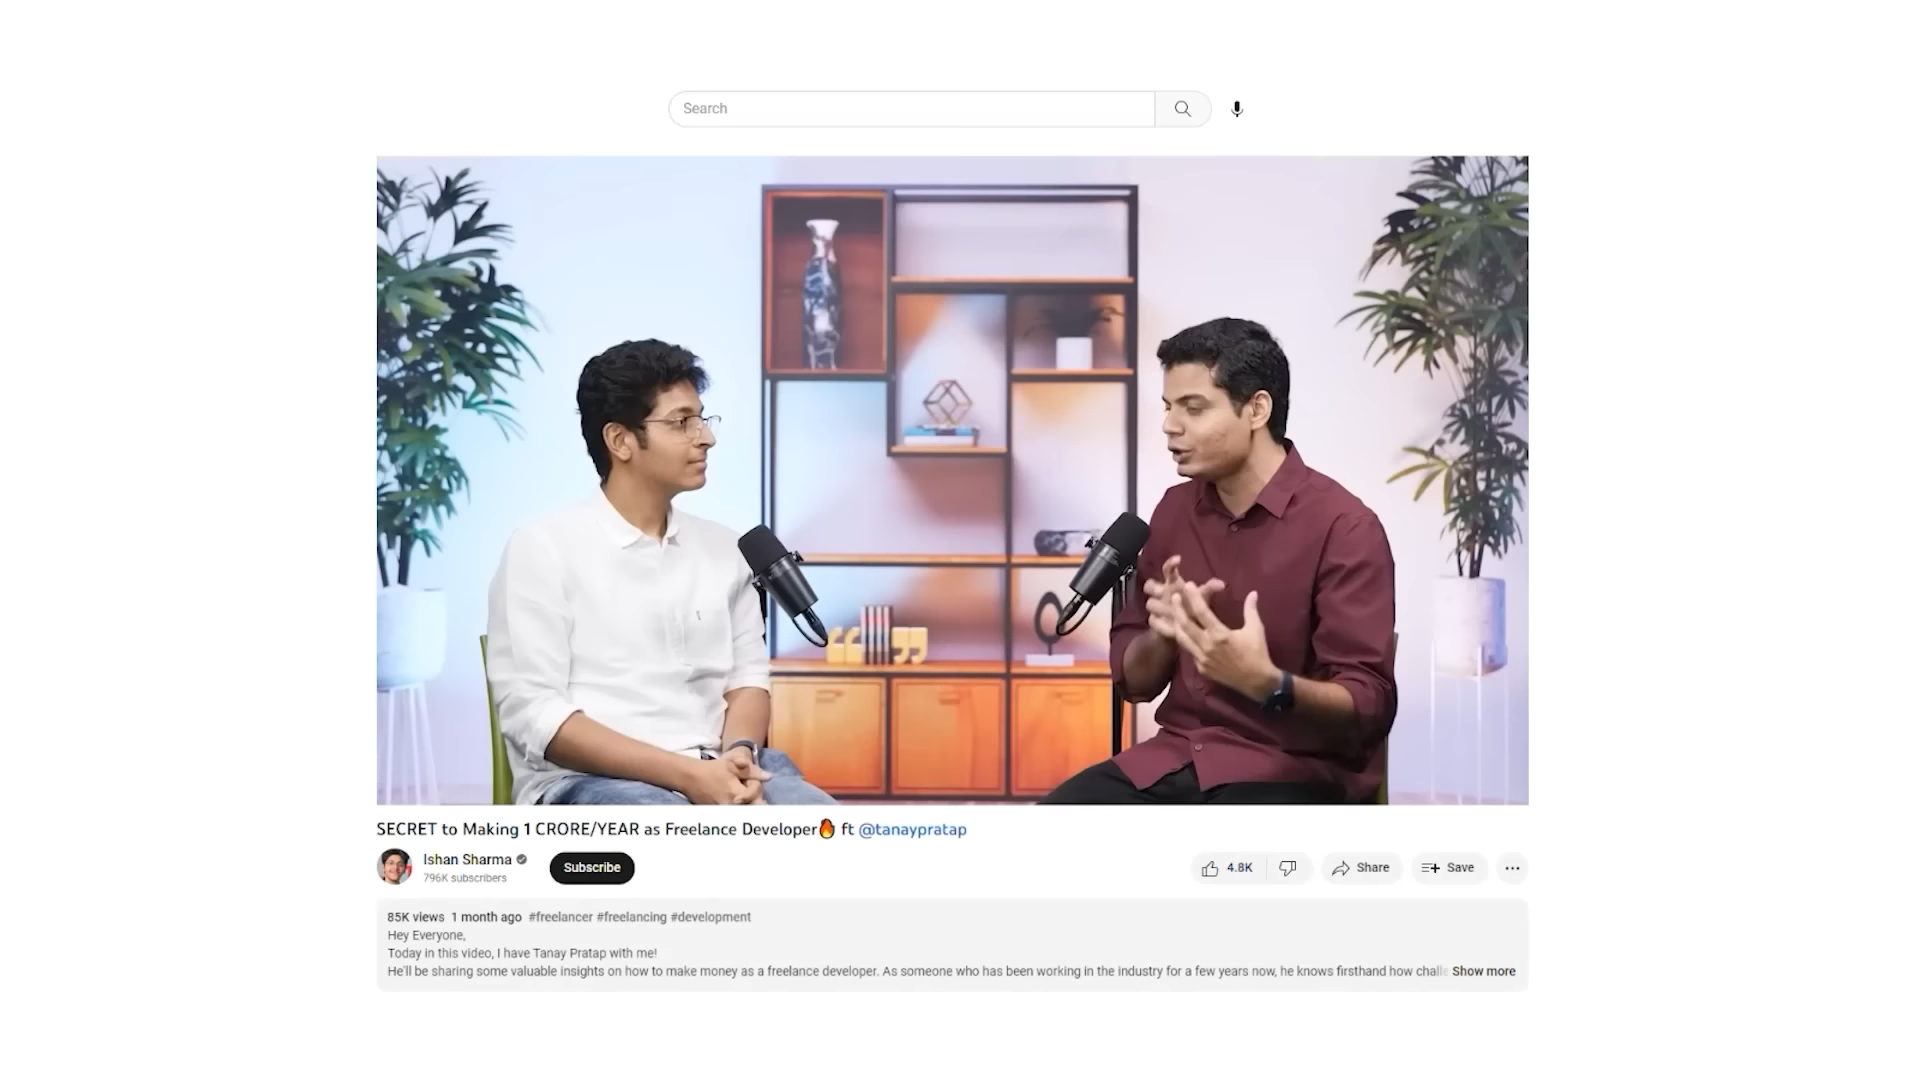 Search
SECRET to Making 1 CRORE/YEAR as Freelance Developer🔥 ft @tanaypratap
Ishan Sharma
796K subscribers
Subscribe
4.8K
Share
Save
85K views 1 month ago #freelancer #freelancing #development
Hey Everyone,
Today in this video, I have Tanay Pratap with me!
He'll be sharing some valuable insights on how to make money as a freelance developer. As someone who has been working in the industry for a few years now, he knows firsthand how chall Show more